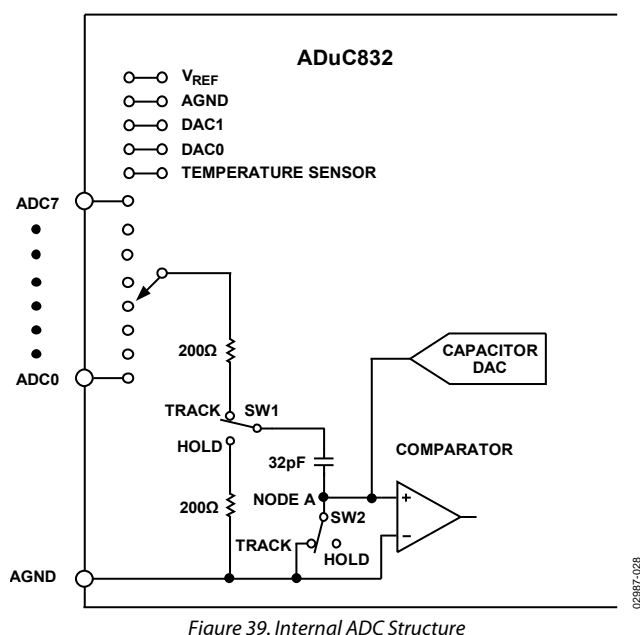 ADuC832
VREF
AGND
DAC1
DAC0
TEMPERATURE SENSOR
ADC7
ADC0
200Ω
CAPACITOR
DAC
TRACK
SW1
HOLD
32pF
COMPARATOR
200Ω
NODE A
+
–
SW2
TRACK
HOLD
AGND
02987-028
Figure 39. Internal ADC Structure